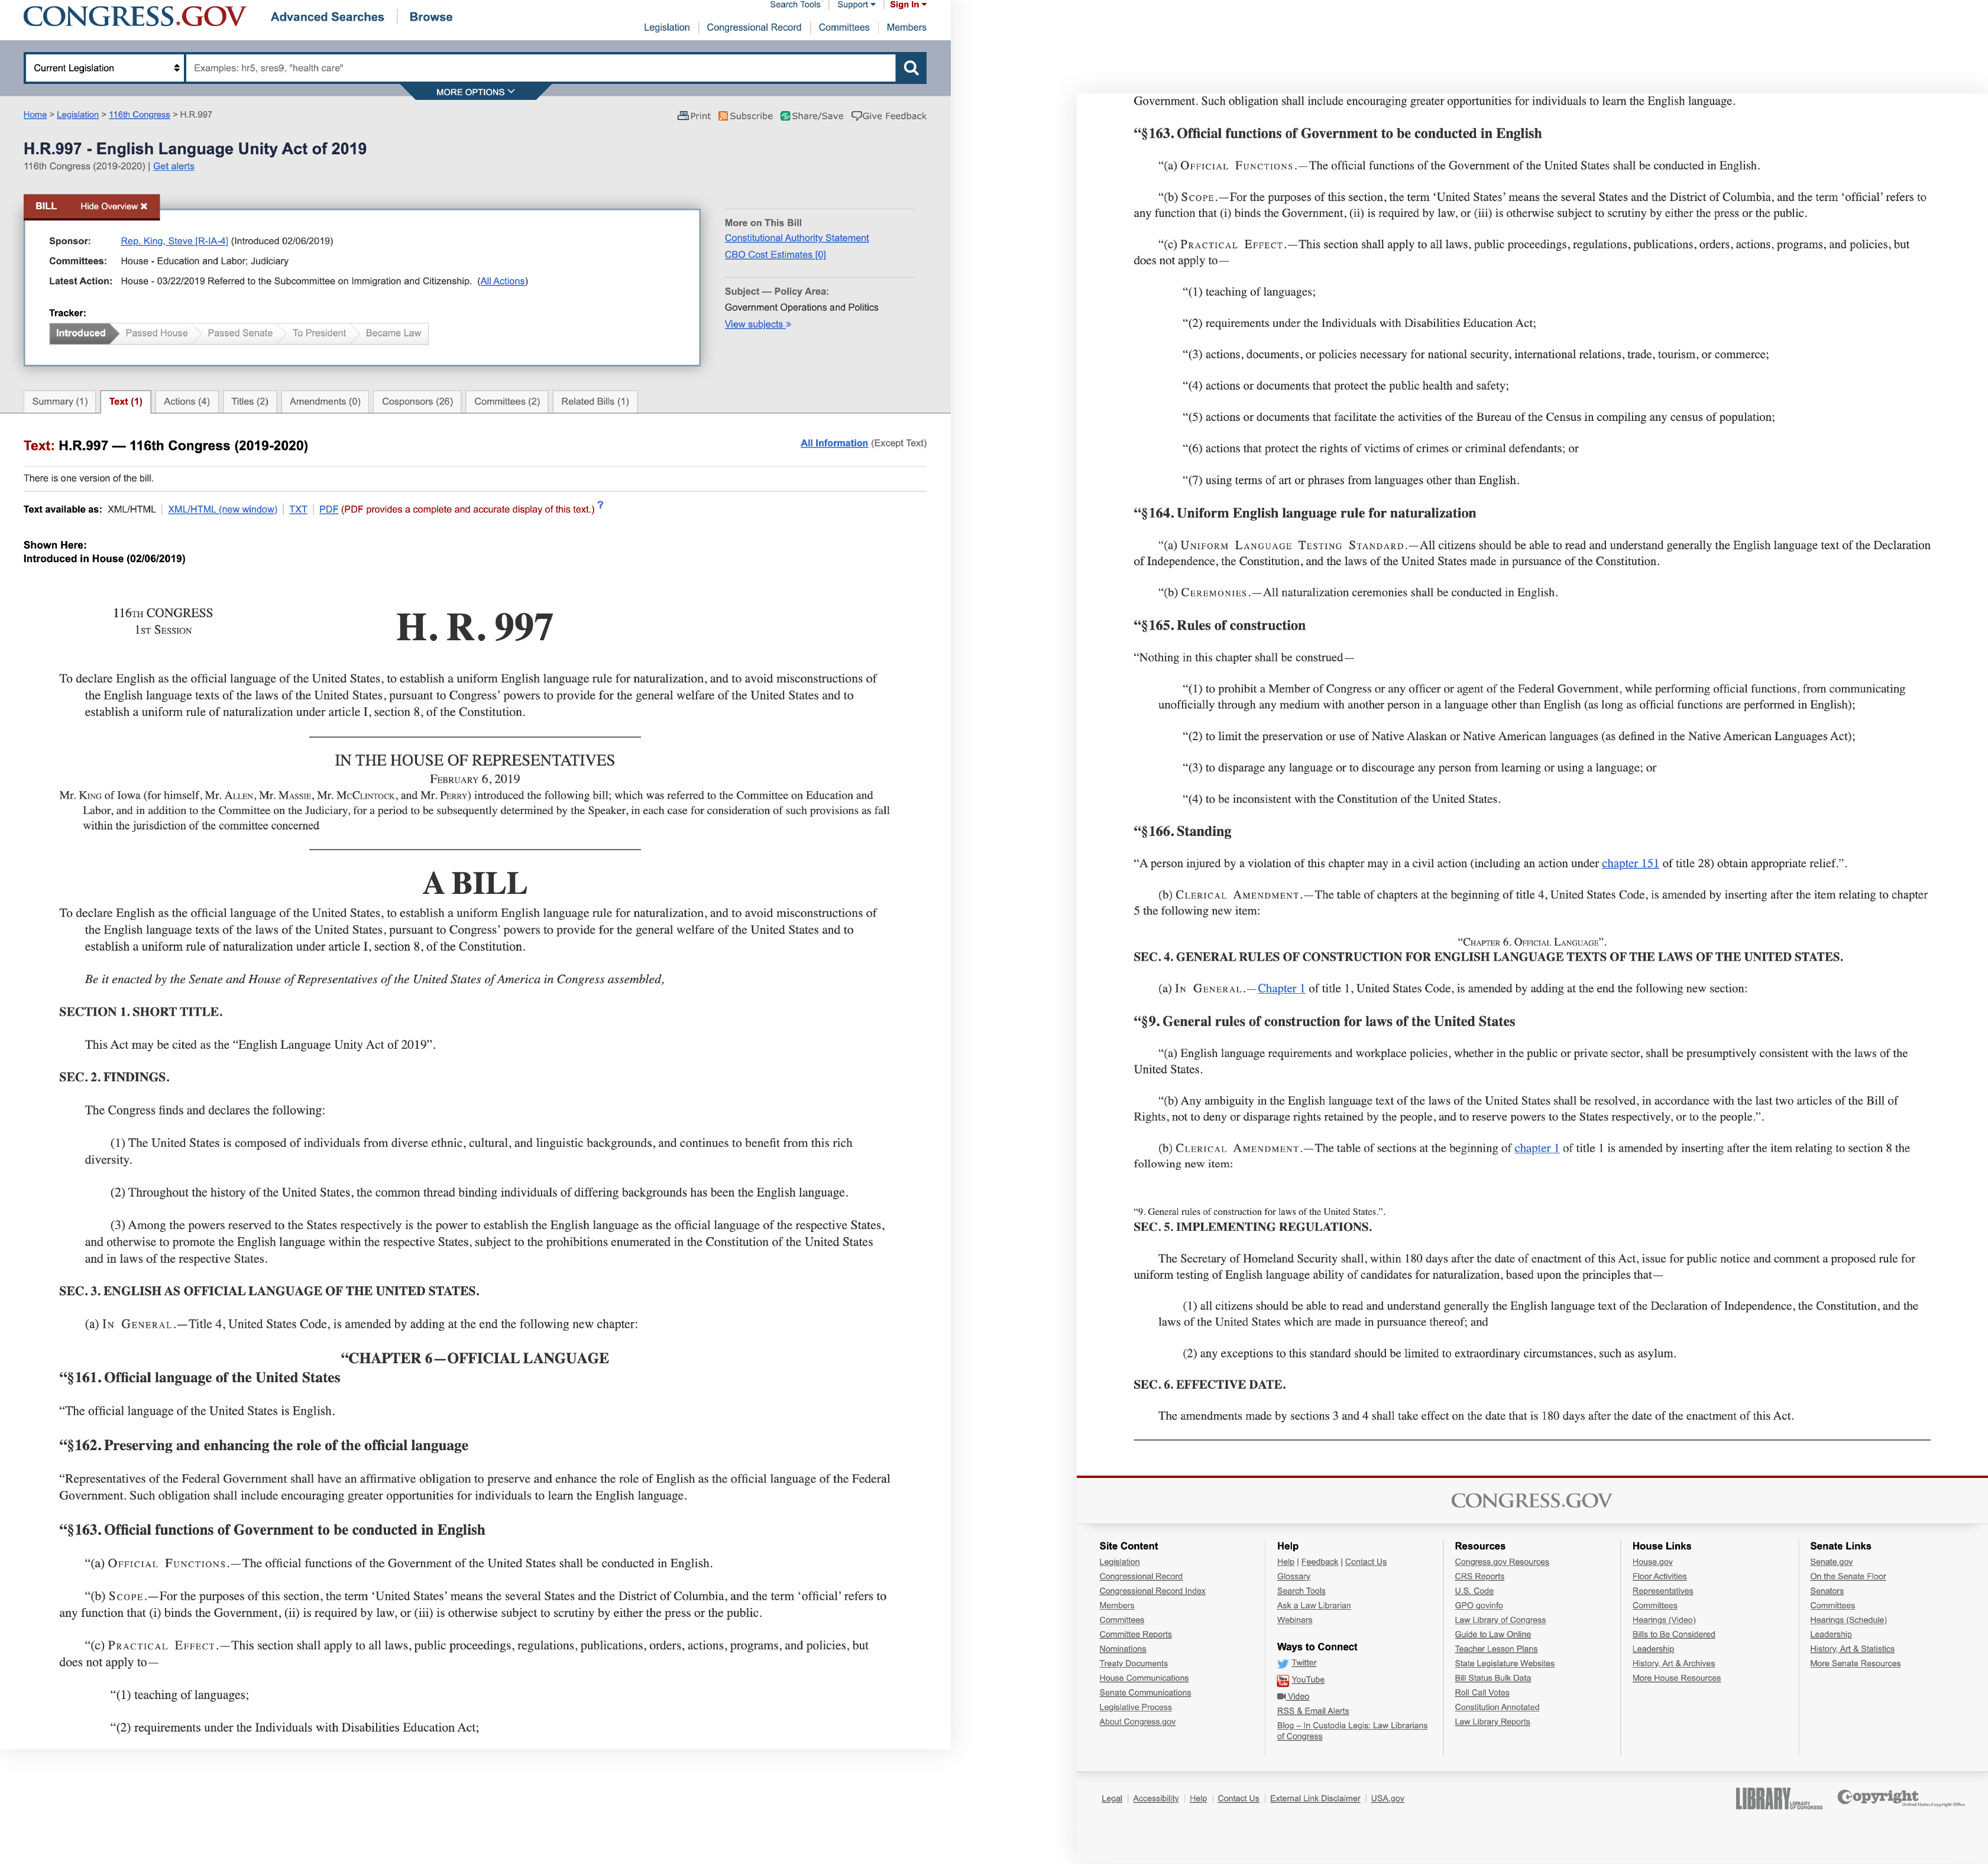 CONGRESS.GOV Advanced Searches Browse
Search Tools Support Sign In
Legislation Congressional Record Committees Members
Current Legislation Examples: hr5, sres9, "health care"
MORE OPTIONS
Home > Legislation > 116th Congress > H.R.997
Print Subscribe Share/Save Give Feedback
H.R.997 - English Language Unity Act of 2019
116th Congress (2019-2020) | Get alerts
BILL Hide Overview ✖
Sponsor: Rep. King, Steve [R-IA-4] (Introduced 02/06/2019)
Committees: House - Education and Labor; Judiciary
Latest Action: House - 03/22/2019 Referred to the Subcommittee on Immigration and Citizenship. (All Actions)
Tracker:
Introduced Passed House Passed Senate To President Became Law
More on This Bill
Constitutional Authority Statement
CBO Cost Estimates [0]
Subject — Policy Area:
Government Operations and Politics
View subjects »
Summary (1) Text (1) Actions (4) Titles (2) Amendments (0) Cosponsors (26) Committees (2) Related Bills (1)
Text: H.R.997 — 116th Congress (2019-2020)
All Information (Except Text)
There is one version of the bill.
Text available as: XML/HTML | XML/HTML (new window) | TXT | PDF (PDF provides a complete and accurate display of this text.) ?
Shown Here:
Introduced in House (02/06/2019)
116TH CONGRESS
1ST SESSION
H. R. 997
To declare English as the official language of the United States, to establish a uniform English language rule for naturalization, and to avoid misconstructions of
the English language texts of the laws of the United States, pursuant to Congress’ powers to provide for the general welfare of the United States and to
establish a uniform rule of naturalization under article I, section 8, of the Constitution.
IN THE HOUSE OF REPRESENTATIVES
FEBRUARY 6, 2019
Mr. KING of Iowa (for himself, Mr. ALLEN, Mr. MASSIE, Mr. MCCLINTOCK, and Mr. PERRY) introduced the following bill; which was referred to the Committee on Education and
Labor, and in addition to the Committee on the Judiciary, for a period to be subsequently determined by the Speaker, in each case for consideration of such provisions as fall
within the jurisdiction of the committee concerned
A BILL
To declare English as the official language of the United States, to establish a uniform English language rule for naturalization, and to avoid misconstructions of
the English language texts of the laws of the United States, pursuant to Congress’ powers to provide for the general welfare of the United States and to
establish a uniform rule of naturalization under article I, section 8, of the Constitution.
Be it enacted by the Senate and House of Representatives of the United States of America in Congress assembled,
SECTION 1. SHORT TITLE.
This Act may be cited as the “English Language Unity Act of 2019”.
SEC. 2. FINDINGS.
The Congress finds and declares the following:
(1) The United States is composed of individuals from diverse ethnic, cultural, and linguistic backgrounds, and continues to benefit from this rich
diversity.
(2) Throughout the history of the United States, the common thread binding individuals of differing backgrounds has been the English language.
(3) Among the powers reserved to the States respectively is the power to establish the English language as the official language of the respective States,
and otherwise to promote the English language within the respective States, subject to the prohibitions enumerated in the Constitution of the United States
and in laws of the respective States.
SEC. 3. ENGLISH AS OFFICIAL LANGUAGE OF THE UNITED STATES.
(a) IN GENERAL.—Title 4, United States Code, is amended by adding at the end the following new chapter:
“CHAPTER 6—OFFICIAL LANGUAGE
“§161. Official language of the United States
“The official language of the United States is English.
“§162. Preserving and enhancing the role of the official language
“Representatives of the Federal Government shall have an affirmative obligation to preserve and enhance the role of English as the official language of the Federal
Government. Such obligation shall include encouraging greater opportunities for individuals to learn the English language.
“§163. Official functions of Government to be conducted in English
“(a) OFFICIAL FUNCTIONS.—The official functions of the Government of the United States shall be conducted in English.
“(b) SCOPE.—For the purposes of this section, the term ‘United States’ means the several States and the District of Columbia, and the term ‘official’ refers to
any function that (i) binds the Government, (ii) is required by law, or (iii) is otherwise subject to scrutiny by either the press or the public.
“(c) PRACTICAL EFFECT.—This section shall apply to all laws, public proceedings, regulations, publications, orders, actions, programs, and policies, but
does not apply to—
“(1) teaching of languages;
“(2) requirements under the Individuals with Disabilities Education Act;
Government. Such obligation shall include encouraging greater opportunities for individuals to learn the English language.
“§163. Official functions of Government to be conducted in English
“(a) OFFICIAL FUNCTIONS.—The official functions of the Government of the United States shall be conducted in English.
“(b) SCOPE.—For the purposes of this section, the term ‘United States’ means the several States and the District of Columbia, and the term ‘official’ refers to
any function that (i) binds the Government, (ii) is required by law, or (iii) is otherwise subject to scrutiny by either the press or the public.
“(c) PRACTICAL EFFECT.—This section shall apply to all laws, public proceedings, regulations, publications, orders, actions, programs, and policies, but
does not apply to—
“(1) teaching of languages;
“(2) requirements under the Individuals with Disabilities Education Act;
“(3) actions, documents, or policies necessary for national security, international relations, trade, tourism, or commerce;
“(4) actions or documents that protect the public health and safety;
“(5) actions or documents that facilitate the activities of the Bureau of the Census in compiling any census of population;
“(6) actions that protect the rights of victims of crimes or criminal defendants; or
“(7) using terms of art or phrases from languages other than English.
“§164. Uniform English language rule for naturalization
“(a) UNIFORM LANGUAGE TESTING STANDARD.—All citizens should be able to read and understand generally the English language text of the Declaration
of Independence, the Constitution, and the laws of the United States made in pursuance of the Constitution.
“(b) CEREMONIES.—All naturalization ceremonies shall be conducted in English.
“§165. Rules of construction
“Nothing in this chapter shall be construed—
“(1) to prohibit a Member of Congress or any officer or agent of the Federal Government, while performing official functions, from communicating
unofficially through any medium with another person in a language other than English (as long as official functions are performed in English);
“(2) to limit the preservation or use of Native Alaskan or Native American languages (as defined in the Native American Languages Act);
“(3) to disparage any language or to discourage any person from learning or using a language; or
“(4) to be inconsistent with the Constitution of the United States.
“§166. Standing
“A person injured by a violation of this chapter may in a civil action (including an action under chapter 151 of title 28) obtain appropriate relief.”.
(b) CLERICAL AMENDMENT.—The table of chapters at the beginning of title 4, United States Code, is amended by inserting after the item relating to chapter
5 the following new item:
“CHAPTER 6. OFFICIAL LANGUAGE”.
SEC. 4. GENERAL RULES OF CONSTRUCTION FOR ENGLISH LANGUAGE TEXTS OF THE LAWS OF THE UNITED STATES.
(a) IN GENERAL.—Chapter 1 of title 1, United States Code, is amended by adding at the end the following new section:
“§9. General rules of construction for laws of the United States
“(a) English language requirements and workplace policies, whether in the public or private sector, shall be presumptively consistent with the laws of the
United States.
“(b) Any ambiguity in the English language text of the laws of the United States shall be resolved, in accordance with the last two articles of the Bill of
Rights, not to deny or disparage rights retained by the people, and to reserve powers to the States respectively, or to the people.”.
(b) CLERICAL AMENDMENT.—The table of sections at the beginning of chapter 1 of title 1 is amended by inserting after the item relating to section 8 the
following new item:
“9. General rules of construction for laws of the United States.”.
SEC. 5. IMPLEMENTING REGULATIONS.
The Secretary of Homeland Security shall, within 180 days after the date of enactment of this Act, issue for public notice and comment a proposed rule for
uniform testing of English language ability of candidates for naturalization, based upon the principles that—
(1) all citizens should be able to read and understand generally the English language text of the Declaration of Independence, the Constitution, and the
laws of the United States which are made in pursuance thereof; and
(2) any exceptions to this standard should be limited to extraordinary circumstances, such as asylum.
SEC. 6. EFFECTIVE DATE.
The amendments made by sections 3 and 4 shall take effect on the date that is 180 days after the date of the enactment of this Act.
CONGRESS.GOV
Site Content
Legislation
Congressional Record
Congressional Record Index
Members
Committees
Committee Reports
Nominations
Treaty Documents
House Communications
Senate Communications
Legislative Process
About Congress.gov
Help
Help | Feedback | Contact Us
Glossary
Search Tools
Ask a Law Librarian
Webinars
Ways to Connect
Twitter
YouTube
Video
RSS & Email Alerts
Blog – In Custodia Legis: Law Librarians
of Congress
Resources
Congress.gov Resources
CRS Reports
U.S. Code
GPO govinfo
Law Library of Congress
Guide to Law Online
Teacher Lesson Plans
State Legislature Websites
Bill Status Bulk Data
Roll Call Votes
Constitution Annotated
Law Library Reports
House Links
House.gov
Floor Activities
Representatives
Committees
Hearings (Video)
Bills to Be Considered
Leadership
History, Art & Archives
More House Resources
Senate Links
Senate.gov
On the Senate Floor
Senators
Committees
Hearings (Schedule)
Leadership
History, Art & Statistics
More Senate Resources
Legal | Accessibility | Help | Contact Us | External Link Disclaimer | USA.gov
LIBRARY LIBRARY OF CONGRESS
Copyright United States Copyright Office